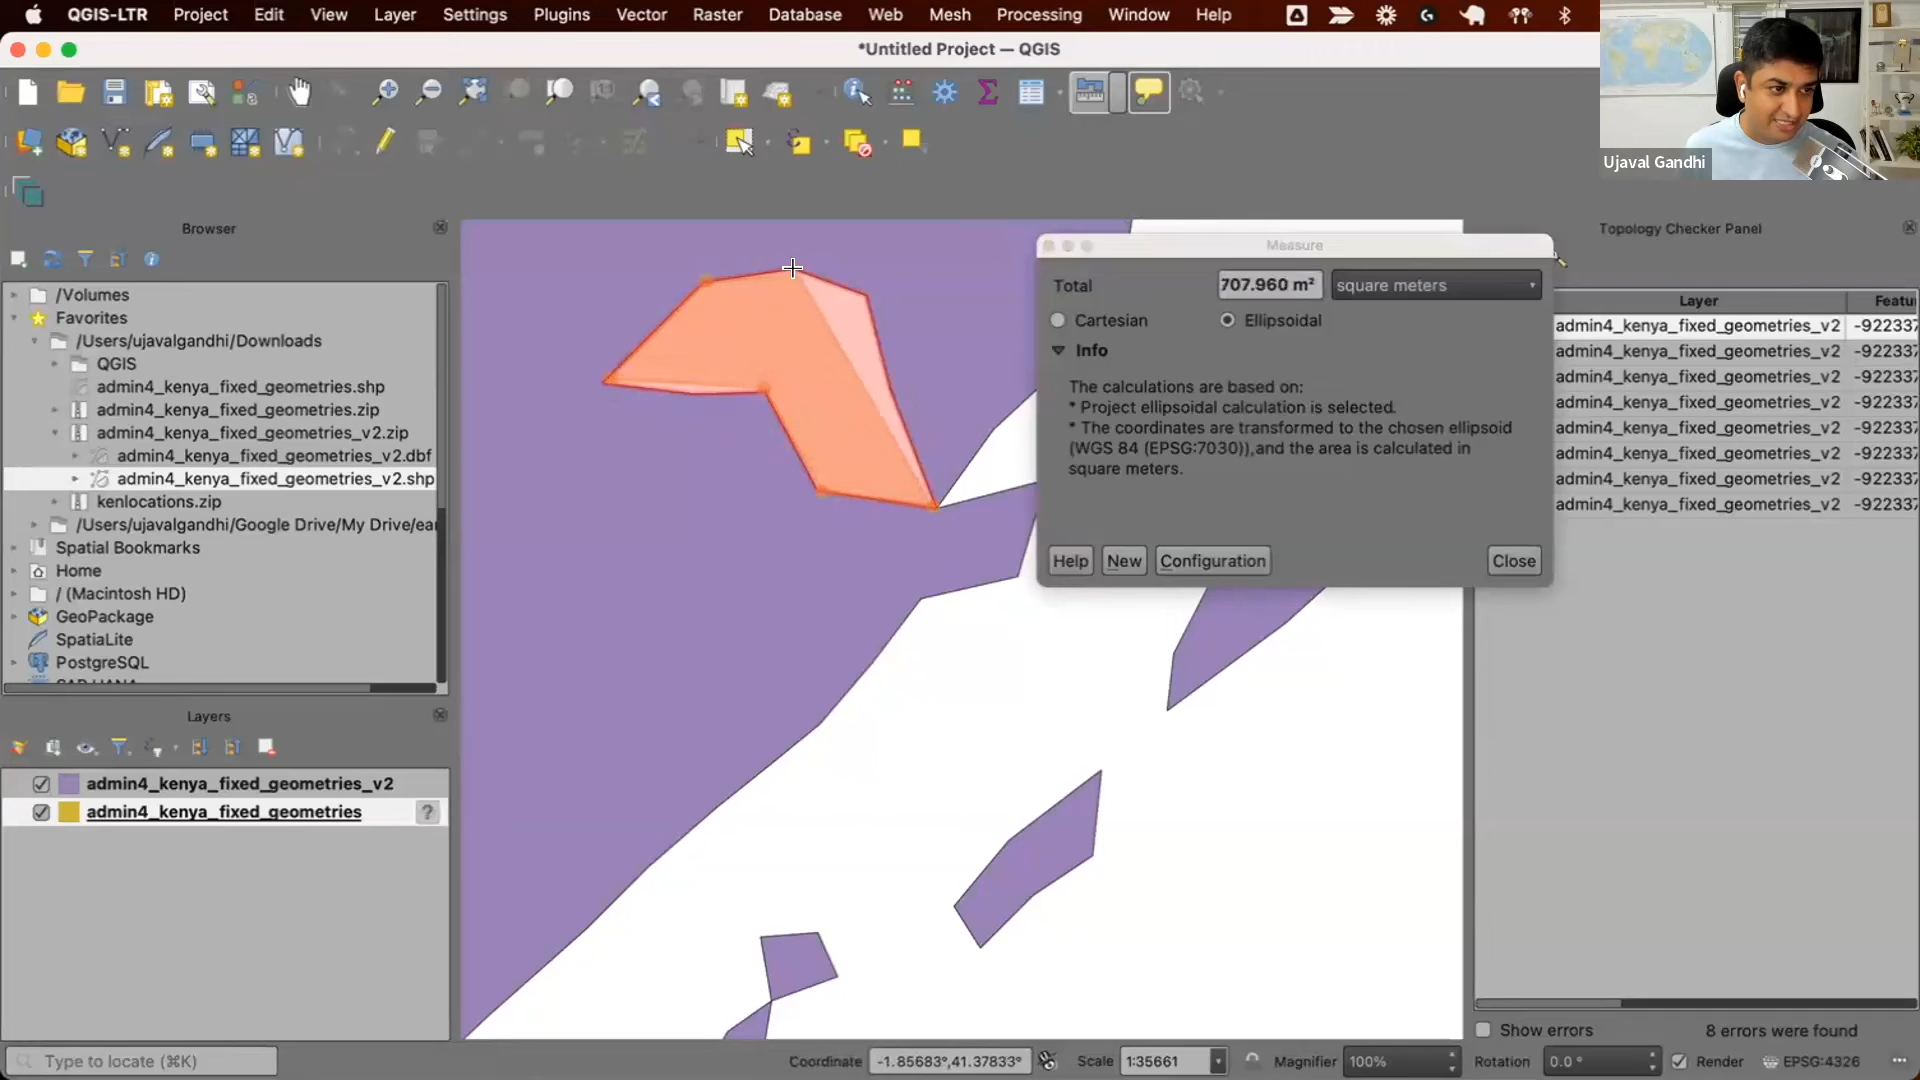 QGIS-LTR Project Edit View Layer Settings Plugins Vector Raster Database Web Mesh Processing Window Help
*Untitled Project — QGIS
Ujaval Gandhi
Browser
/Volumes
Favorites
/Users/ujavalgandhi/Downloads
QGIS
admin4_kenya_fixed_geometries.shp
admin4_kenya_fixed_geometries.zip
admin4_kenya_fixed_geometries_v2.zip
admin4_kenya_fixed_geometries_v2.dbf
admin4_kenya_fixed_geometries_v2.shp
kenlocations.zip
/Users/ujavalgandhi/Google Drive/My Drive/ear
Spatial Bookmarks
Home
/ (Macintosh HD)
GeoPackage
SpatiaLite
PostgreSQL
Layers
admin4_kenya_fixed_geometries_v2
admin4_kenya_fixed_geometries ?
Measure
Total 707.960 m² square meters
Cartesian Ellipsoidal
Info
The calculations are based on:
* Project ellipsoidal calculation is selected.
* The coordinates are transformed to the chosen ellipsoid
(WGS 84 (EPSG:7030)),and the area is calculated in
square meters.
Help New Configuration Close
Topology Checker Panel
Layer Featu
admin4_kenya_fixed_geometries_v2 -922337
admin4_kenya_fixed_geometries_v2 -922337
admin4_kenya_fixed_geometries_v2 -922337
admin4_kenya_fixed_geometries_v2 -922337
admin4_kenya_fixed_geometries_v2 -922337
admin4_kenya_fixed_geometries_v2 -922337
admin4_kenya_fixed_geometries_v2 -922337
admin4_kenya_fixed_geometries_v2 -922337
Show errors 8 errors were found
Type to locate (⌘K) Coordinate -1.85683°,41.37833° Scale 1:35661 Magnifier 100% Rotation 0.0 ° Render EPSG:4326